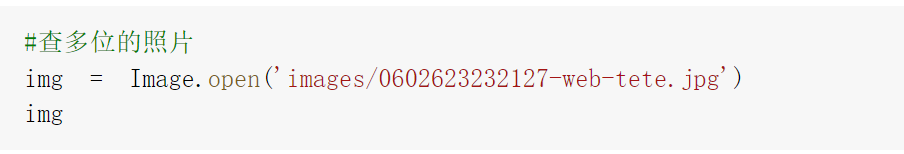 #查多位的照片
img = Image.open('images/0602623232127-web-tete.jpg')
img